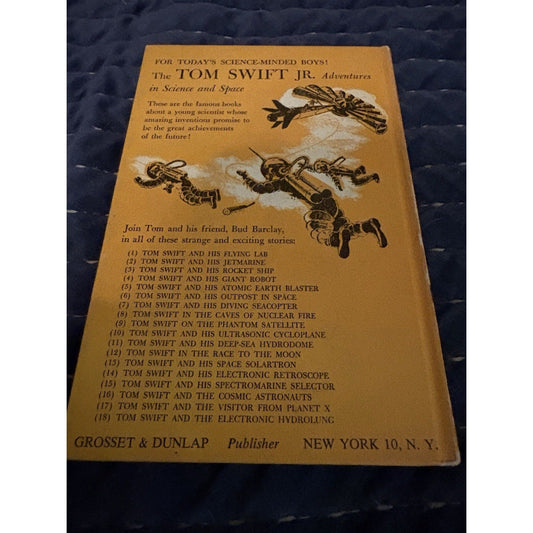 FOR TODAY'S SCIENCE-MINDED BOYS!
The TOM SWIFT JR. Adventures
in Science and Space
These are the famous books
about a young scientist whose
amazing inventions promise to
be the great achievements
of the future!
Join Tom and his friend, Bud Barclay,
in all of these strange and exciting stories:
(1) TOM SWIFT AND HIS FLYING LAB
(2) TOM SWIFT AND HIS JETMARINE
(3) TOM SWIFT AND HIS ROCKET SHIP
(4) TOM SWIFT AND HIS GIANT ROBOT
(5) TOM SWIFT AND HIS ATOMIC EARTH BLASTER
(6) TOM SWIFT AND HIS OUTPOST IN SPACE
(7) TOM SWIFT AND HIS DIVING SEACOPTER
(8) TOM SWIFT IN THE CAVES OF NUCLEAR FIRE
(9) TOM SWIFT ON THE PHANTOM SATELLITE
(10) TOM SWIFT AND HIS ULTRASONIC CYCLOPLANE
(11) TOM SWIFT AND HIS DEEP-SEA HYDRODOME
(12) TOM SWIFT IN THE RACE TO THE MOON
(13) TOM SWIFT AND HIS SPACE SOLARTRON
(14) TOM SWIFT AND HIS ELECTRONIC RETROSCOPE
(15) TOM SWIFT AND HIS SPECTROMARINE SELECTOR
(16) TOM SWIFT AND THE COSMIC ASTRONAUTS
(17) TOM SWIFT AND THE VISITOR FROM PLANET X
(18) TOM SWIFT AND THE ELECTRONIC HYDROLUNG
GROSSET & DUNLAP Publisher NEW YORK 10, N. Y.